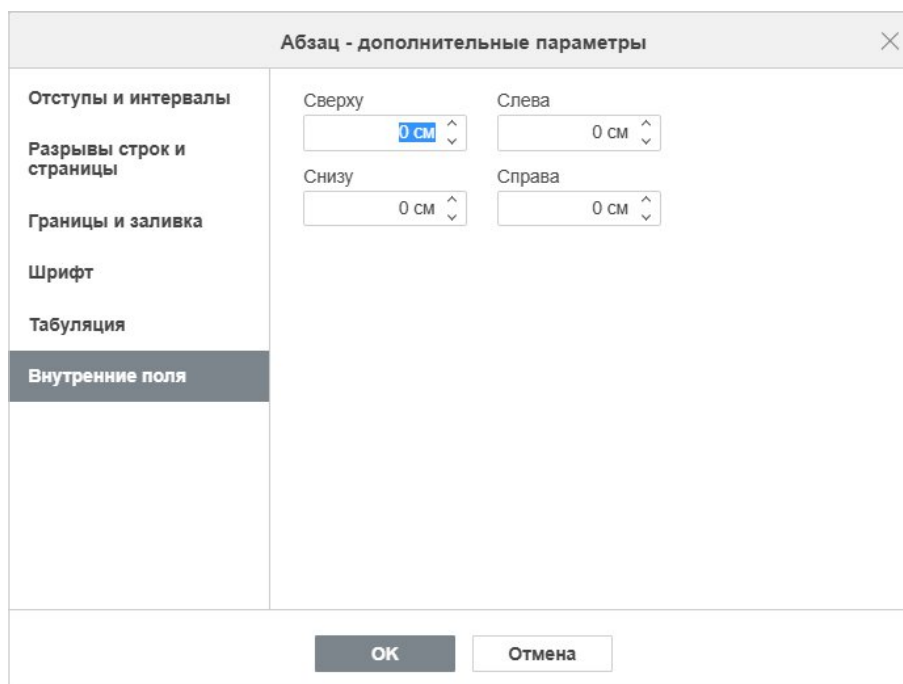 Абзац - дополнительные параметры
Отступы и интервалы
Разрывы строк и
страницы
Границы и заливка
Шрифт
Табуляция
Внутренние поля
Сверху
Слева
0 см
0 см
Снизу
Справа
0 см
0 см
OK
Отмена